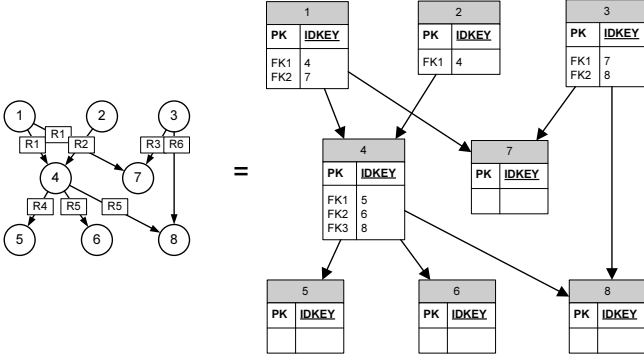 1 2 3
R1 R1 R2 R3 R6
4 7
R4 R5 R5
5 6 8
=
1
PK IDKEY
FK1 4
FK2 7
2
PK IDKEY
FK1 4
3
PK IDKEY
FK1 7
FK2 8
4
PK IDKEY
FK1 5
FK2 6
FK3 8
7
PK IDKEY
5
PK IDKEY
6
PK IDKEY
8
PK IDKEY